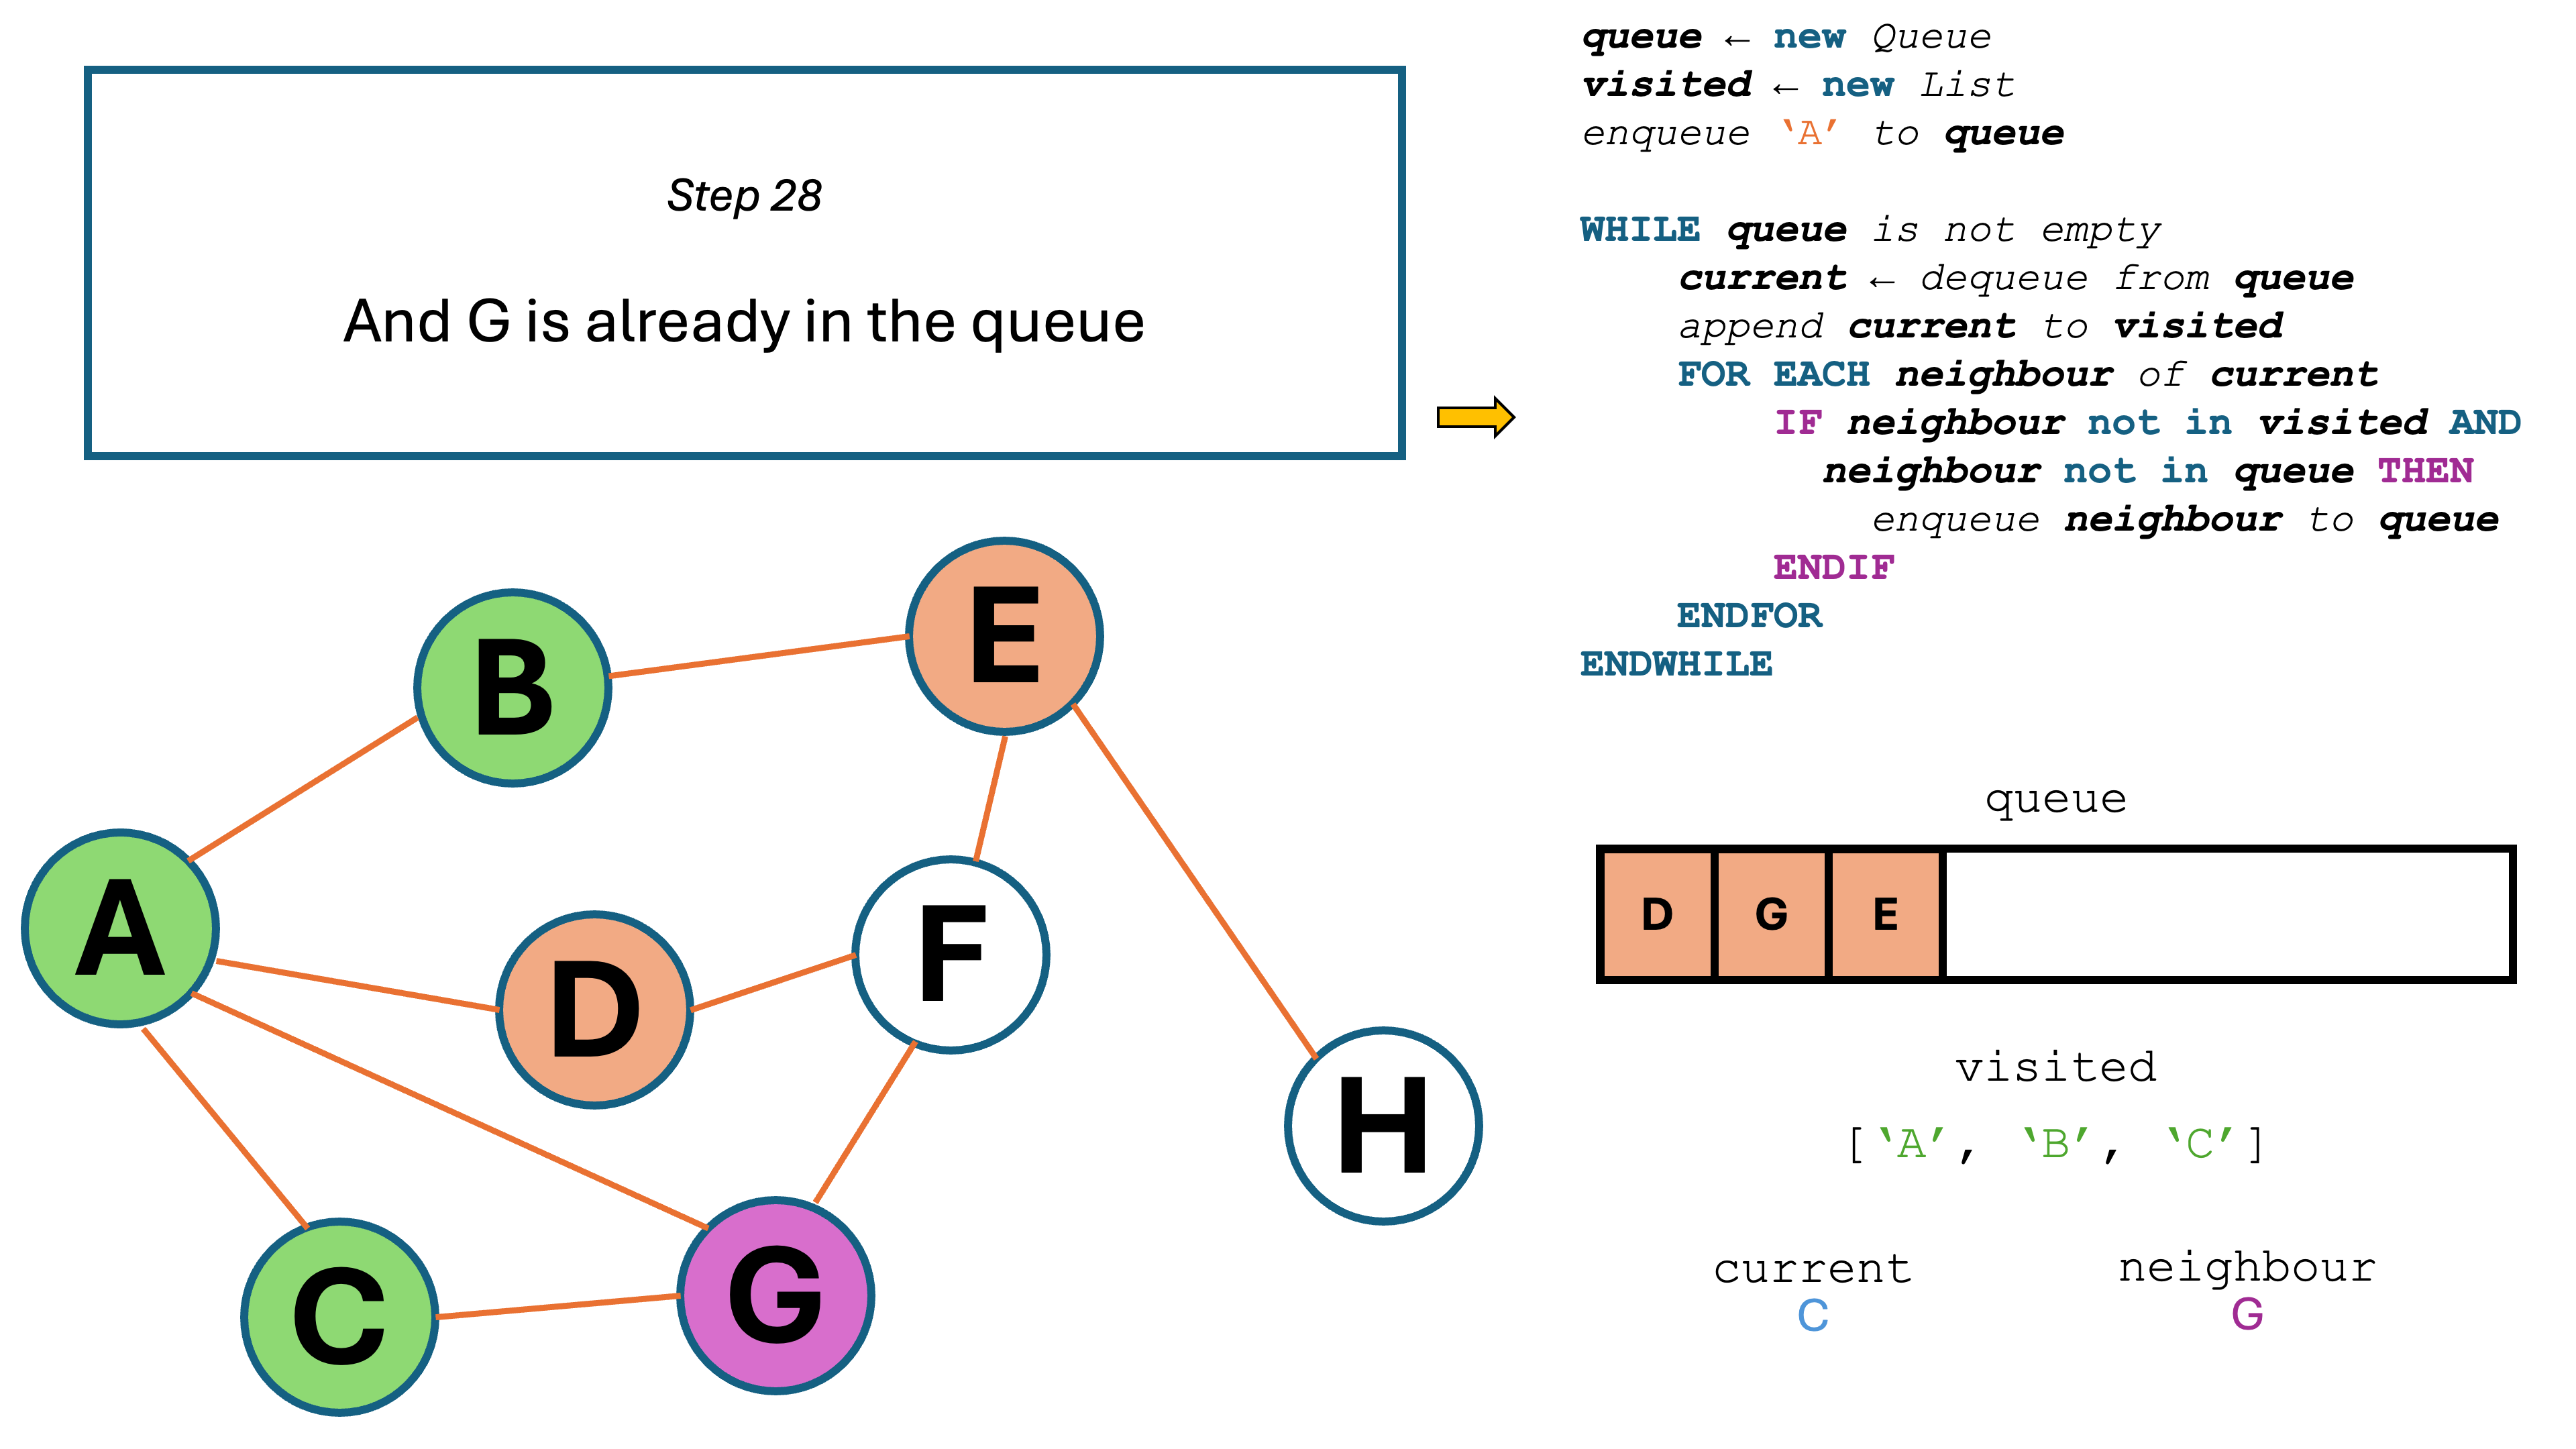 Step 28
And G is already in the queue
queue ← new Queue
visited ← new List
enqueue ‘A’ to queue
WHILE queue is not empty
current ← dequeue from queue
append current to visited
FOR EACH neighbour of current
IF neighbour not in visited AND
neighbour not in queue THEN
enqueue neighbour to queue
ENDIF
ENDFOR
ENDWHILE
B
E
A
D
F
C
G
H
queue
D G E
visited
[‘A’, ‘B’, ‘C’]
current neighbour
C G